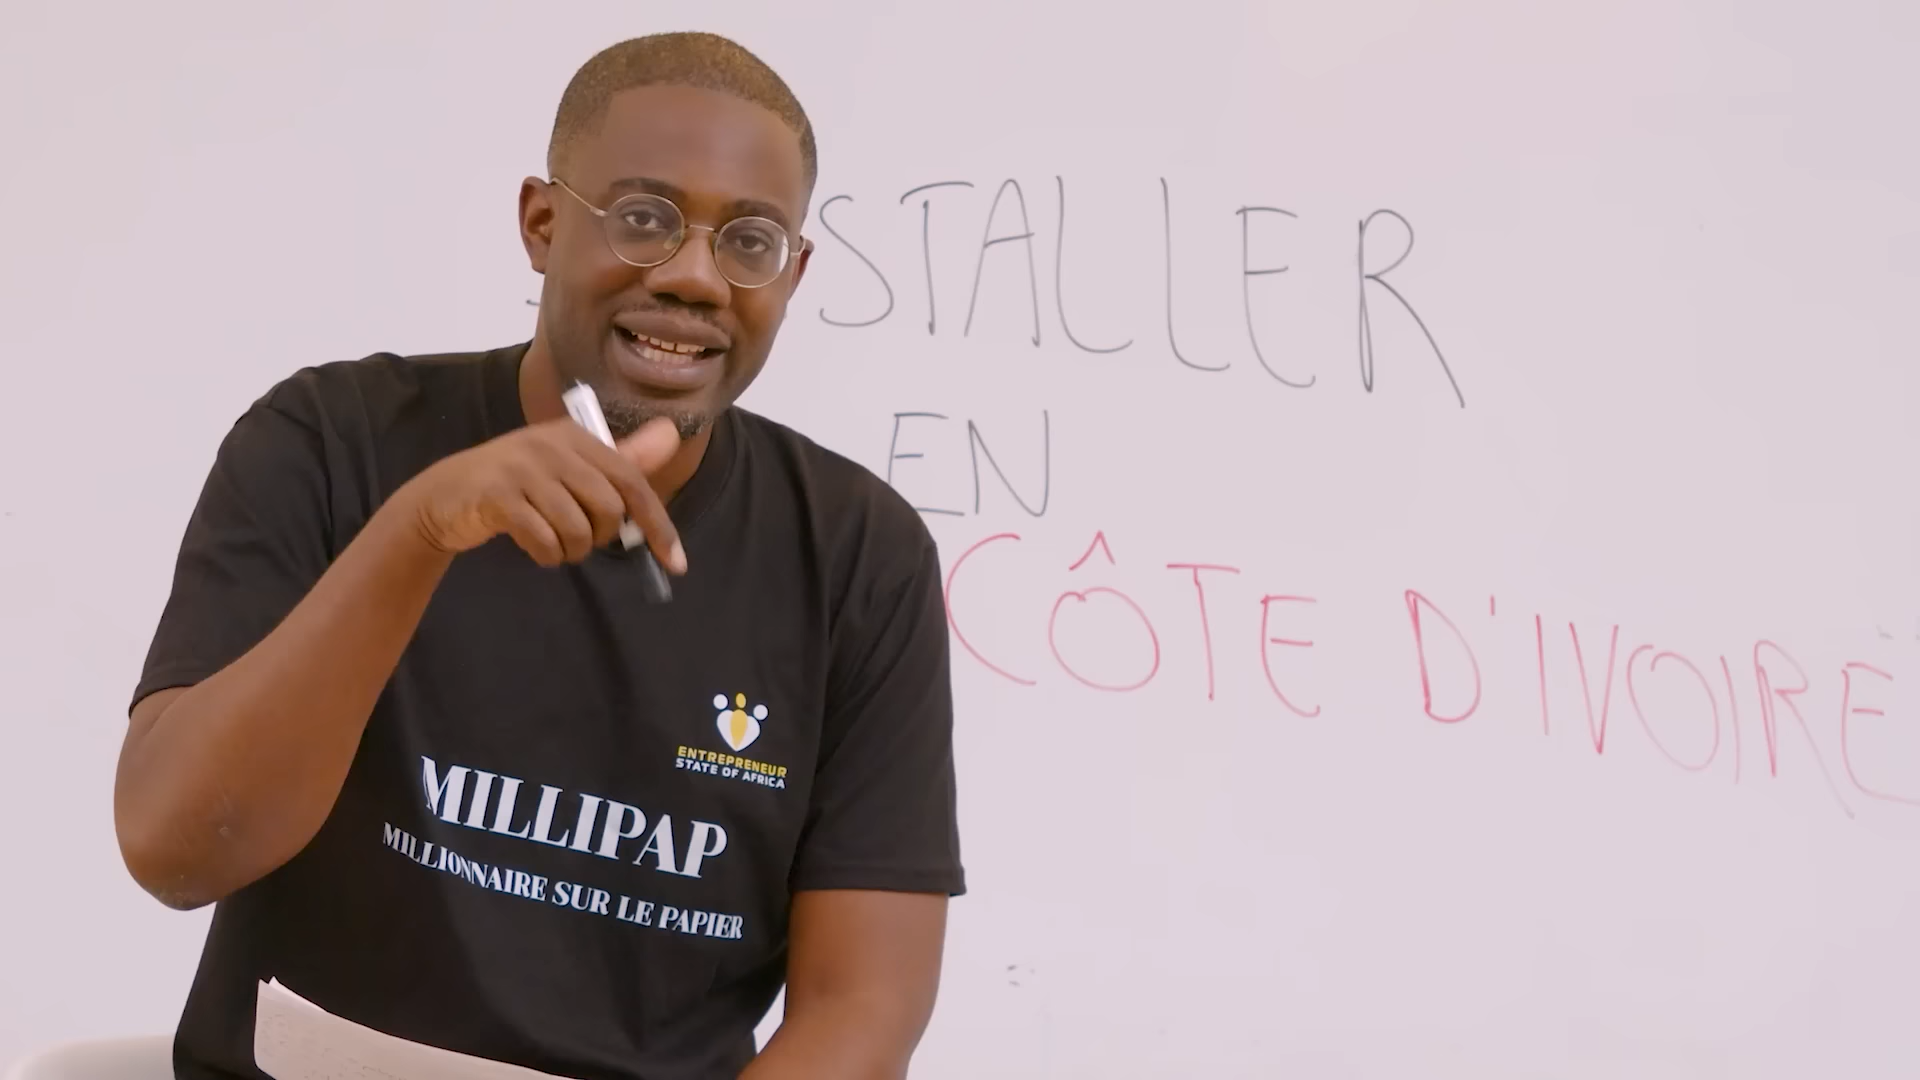 STALLER
EN
CÔTE D'IVOIRE
ENTREPRENEUR
STATE OF AFRICA
MILLIPAP
MILLIONNAIRE SUR LE PAPIER